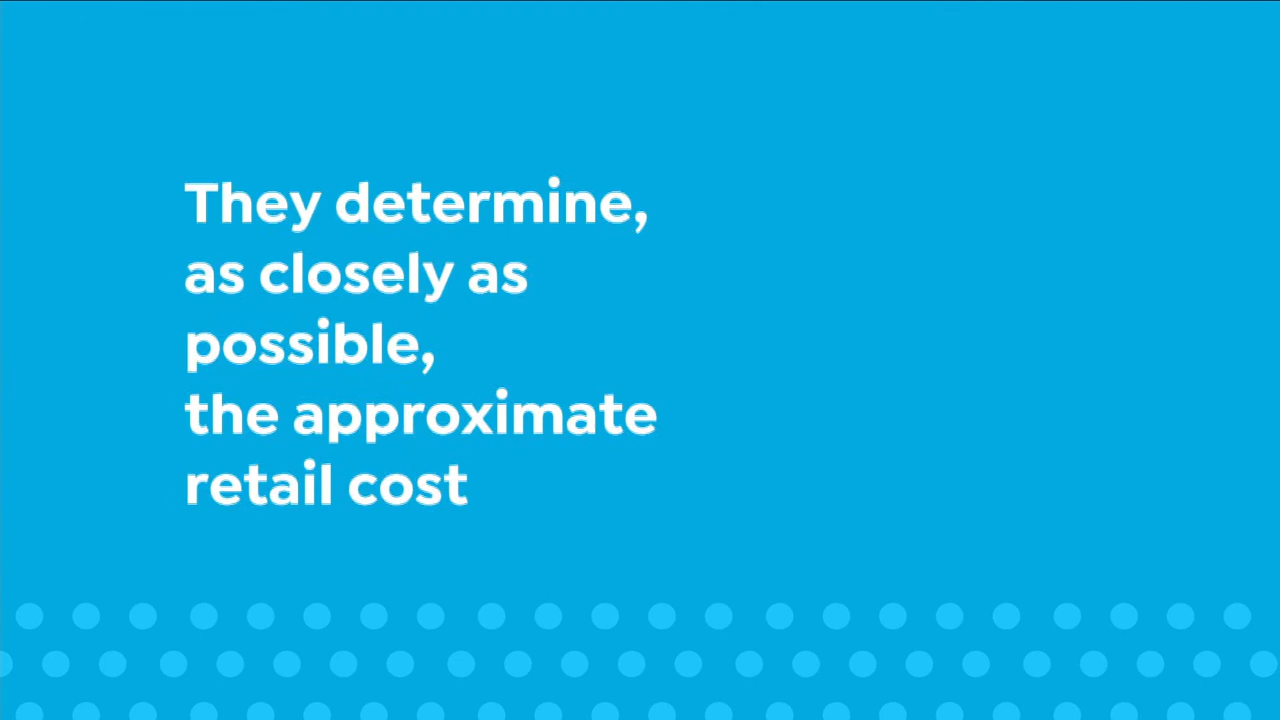 They determine,
as closely as
possible,
the approximate
retail cost